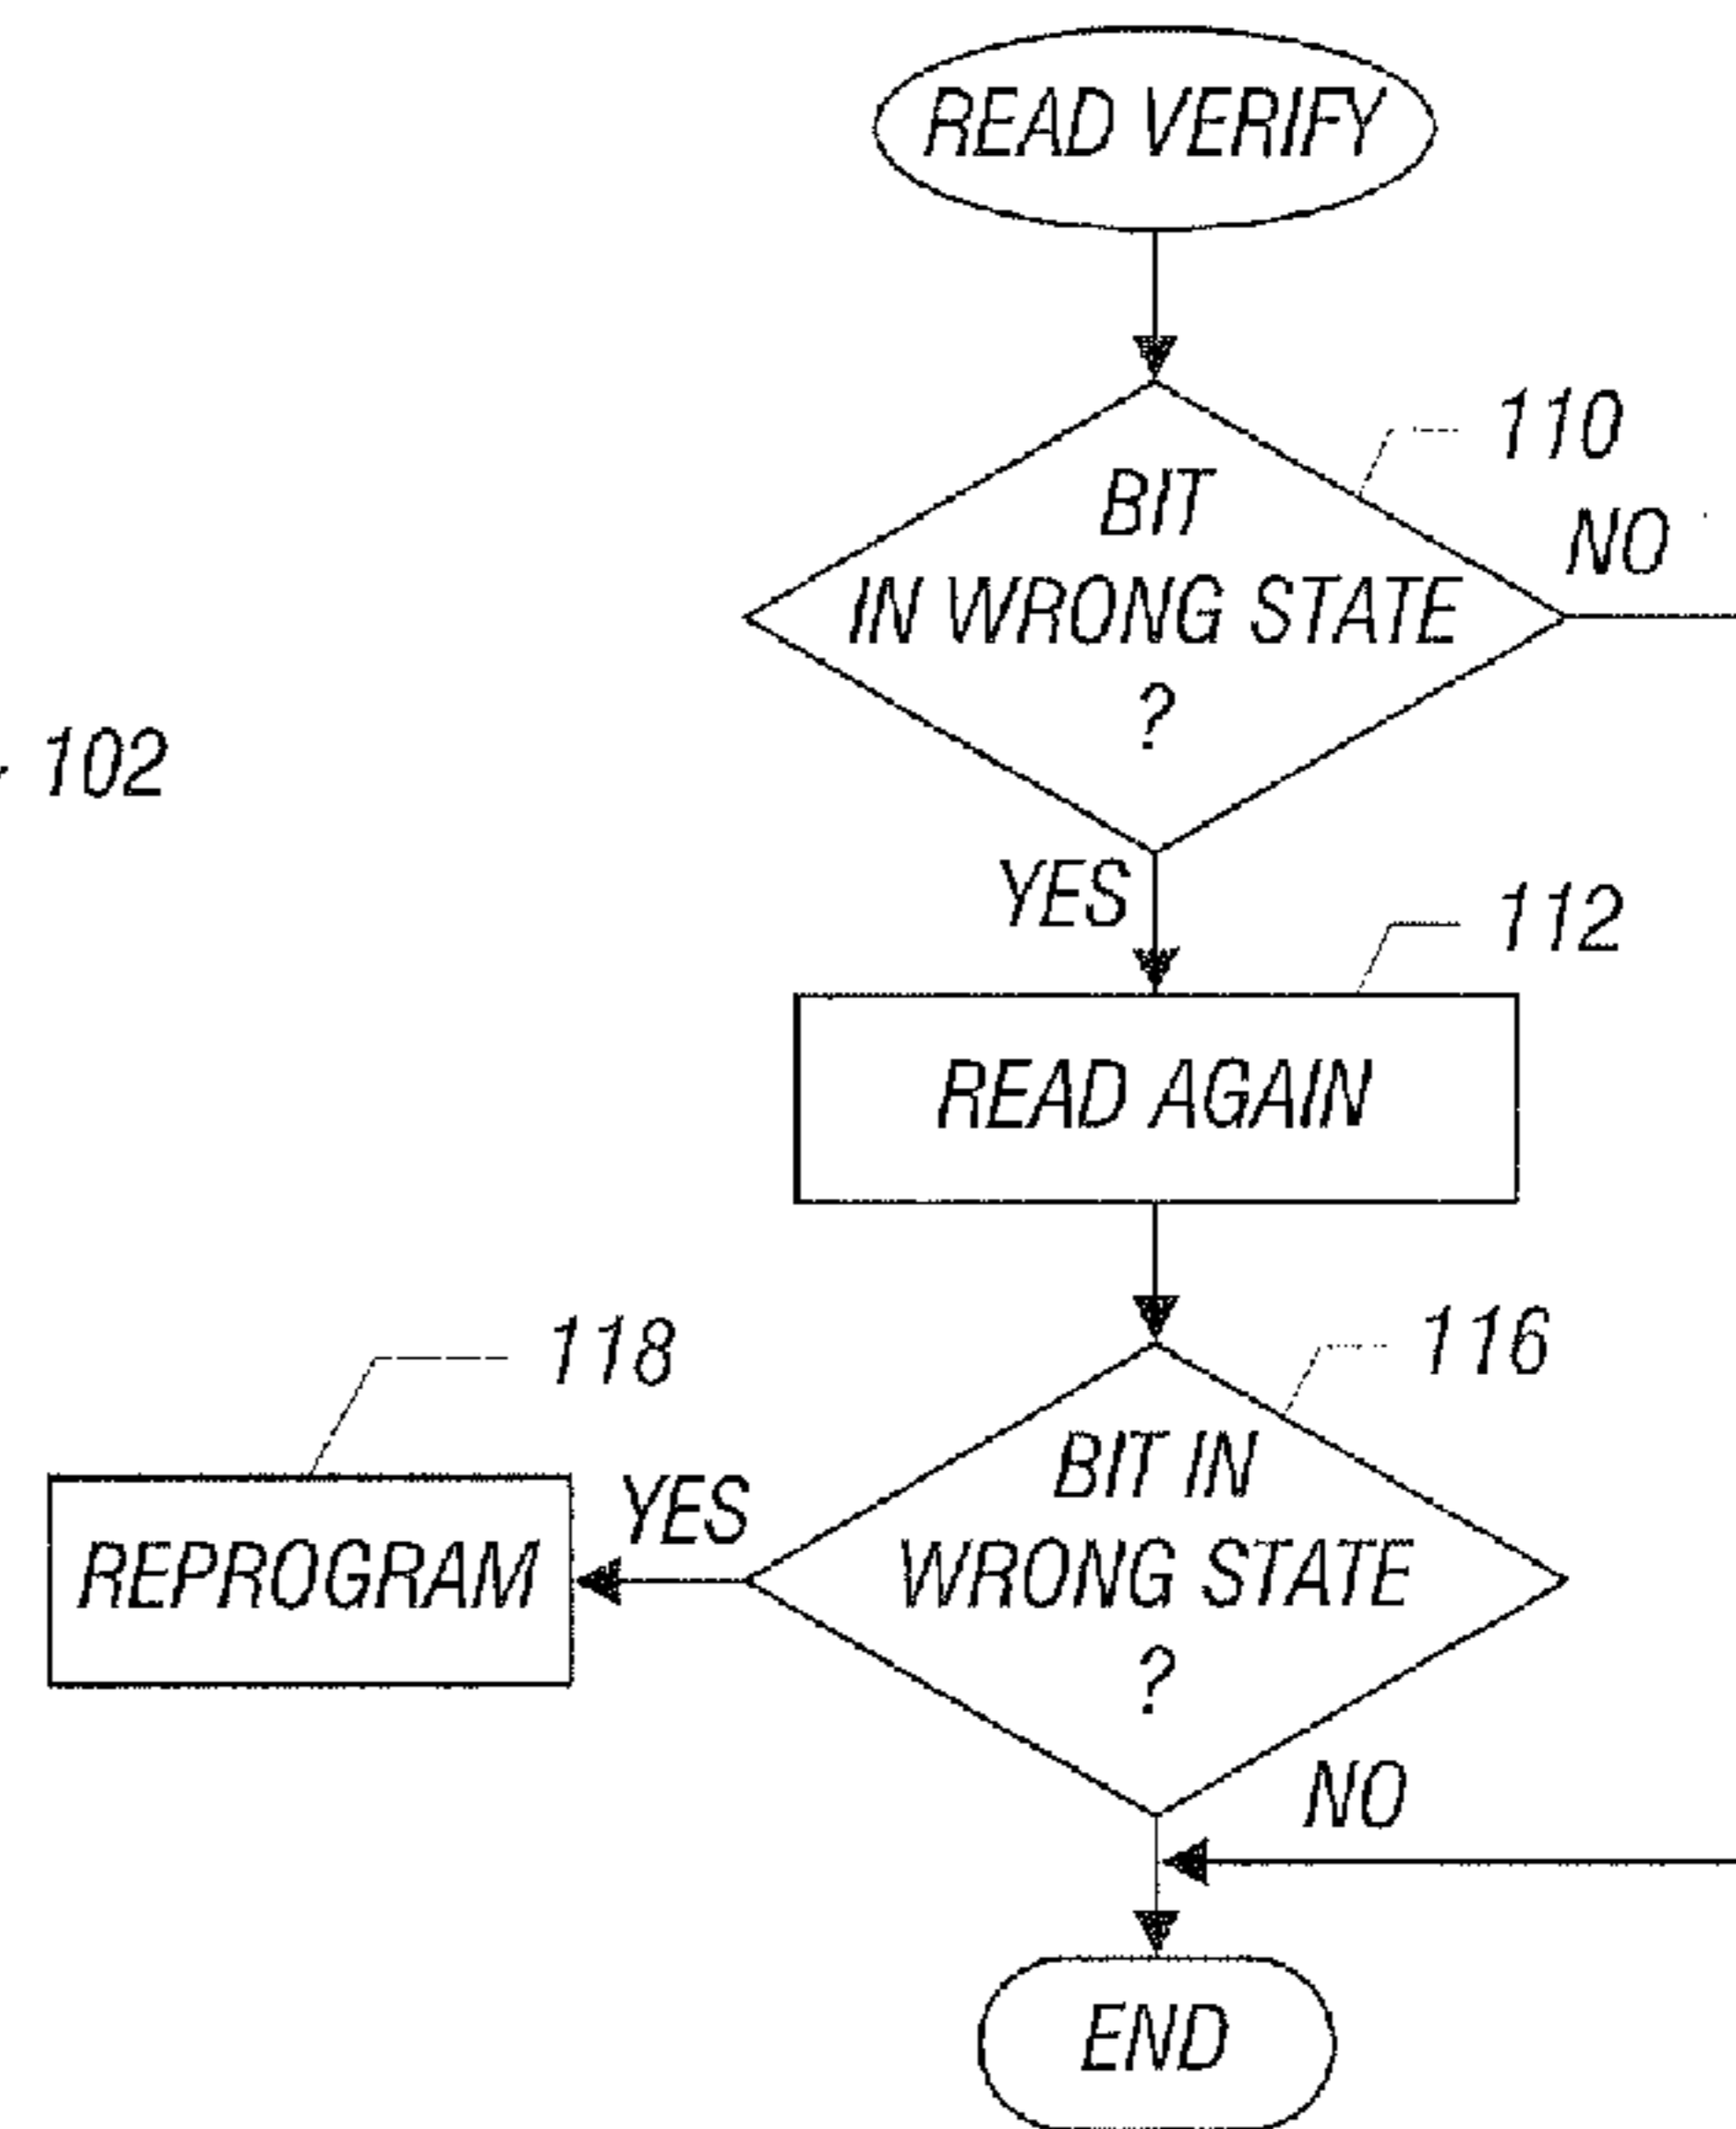 READ VERIFY
110
BIT
IN WRONG STATE
?
NO
102
YES
112
READ AGAIN
118
116
YES
BIT IN
WRONG STATE
?
REPROGRAM
NO
END